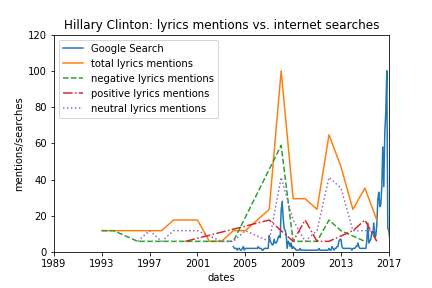 Hillary Clinton: lyrics mentions vs. internet searches
120
100
80
60
40
20
0
mentions/searches
Google Search
total lyrics mentions
negative lyrics mentions
positive lyrics mentions
neutral lyrics mentions
1989 1993 1997 2001 2005 2009 2013 2017
dates